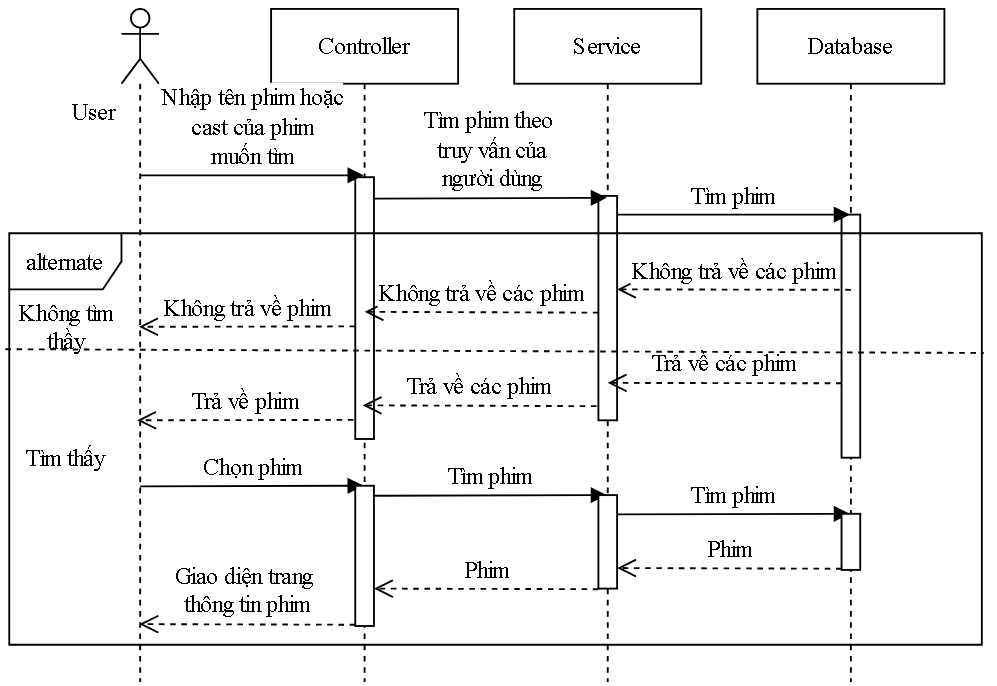 Controller
Service
Database
User
Nhập tên phim hoặc
cast của phim
muốn tìm
Tìm phim theo
truy vấn của
người dùng
Tìm phim
alternate
Không trả về các phim
Không trả về các phim
Không trả về phim
Không tìm
thầy
Trả về các phim
Trả về các phim
Trả về phim
Tìm thấy
Chọn phim
Tìm phim
Tìm phim
Phim
Phim
Giao diện trang
thông tin phim